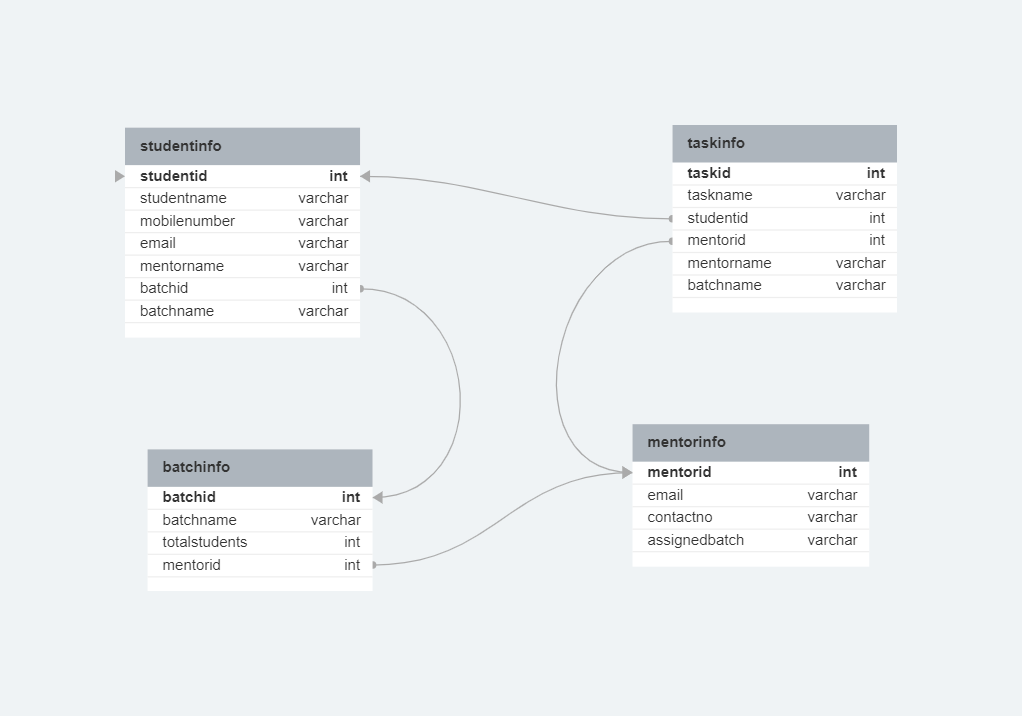 studentinfo
studentid int
studentname varchar
mobilenumber varchar
email varchar
mentorname varchar
batchid int
batchname varchar
taskinfo
taskid int
taskname varchar
studentid int
mentorid int
mentorname varchar
batchname varchar
batchinfo
batchid int
batchname varchar
totalstudents int
mentorid int
mentorinfo
mentorid int
email varchar
contactno varchar
assignedbatch varchar